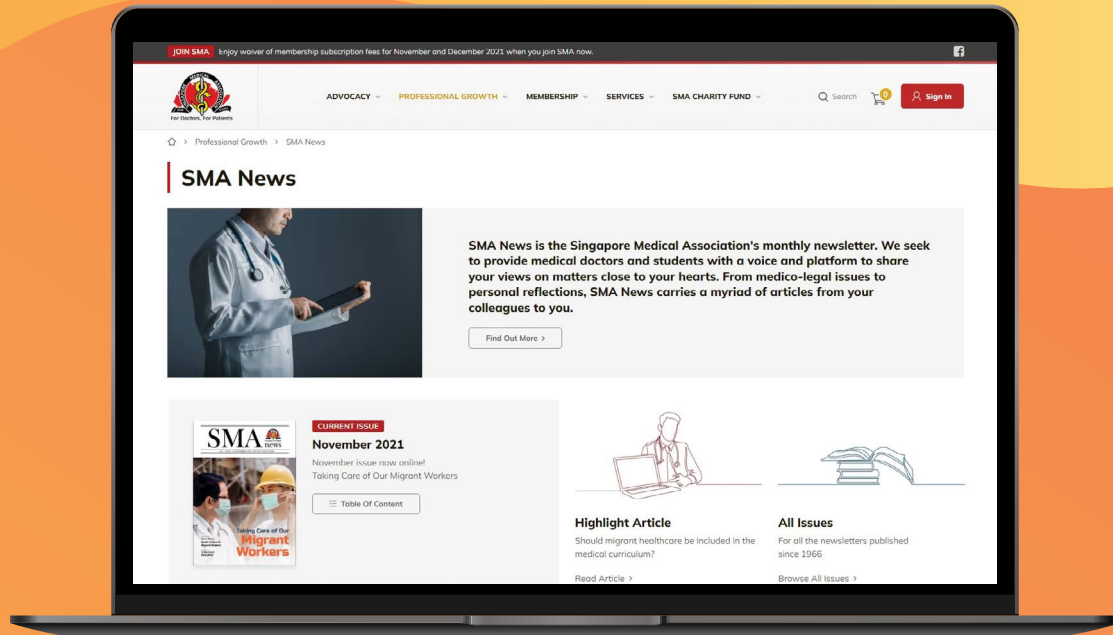 JOIN SMA Enjoy waiver of membership subscription fees for November and December 2021 when you join SMA now.
For Doctors, For Patients
ADVOCACY PROFESSIONAL GROWTH MEMBERSHIP SERVICES SMA CHARITY FUND Search 0 Sign In
Professional Growth > SMA News
SMA News
SMA News is the Singapore Medical Association's monthly newsletter. We seek
to provide medical doctors and students with a voice and platform to share
your views on matters close to your hearts. From medico-legal issues to
personal reflections, SMA News carries a myriad of articles from your
colleagues to you.
Find Out More >
SMA news
Taking Care of Our
Migrant
Workers
CURRENT ISSUE
November 2021
November issue now online!
Taking Care of Our Migrant Workers
Table Of Content
Highlight Article
Should migrant healthcare be included in the
medical curriculum?
Read Article >
All Issues
For all the newsletters published
since 1966
Browse All Issues >